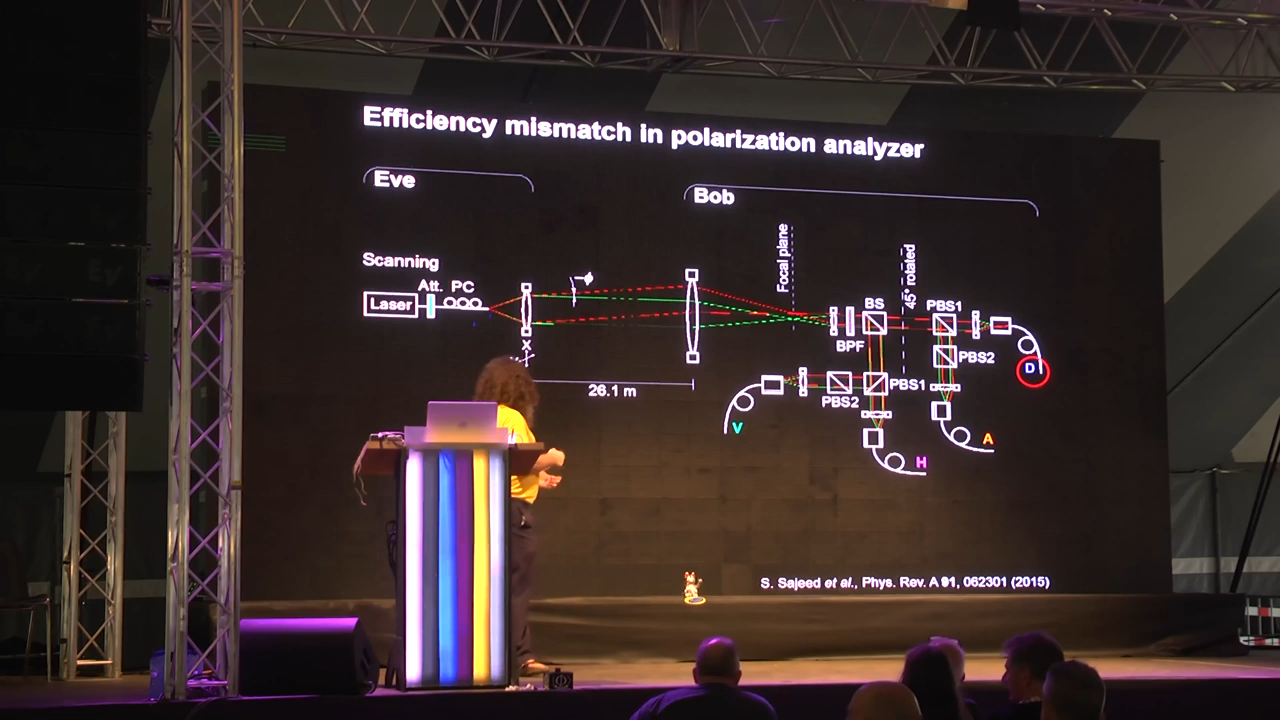 Efficiency mismatch in polarization analyzer
Eve
Bob
Scanning
Att. PC
Laser
φ
X
26.1 m
Focal plane
45° rotated
BS
PBS1
BPF
PBS2
D
PBS1
PBS2
V
A
H
S. Sajeed et al., Phys. Rev. A 91, 062301 (2015)